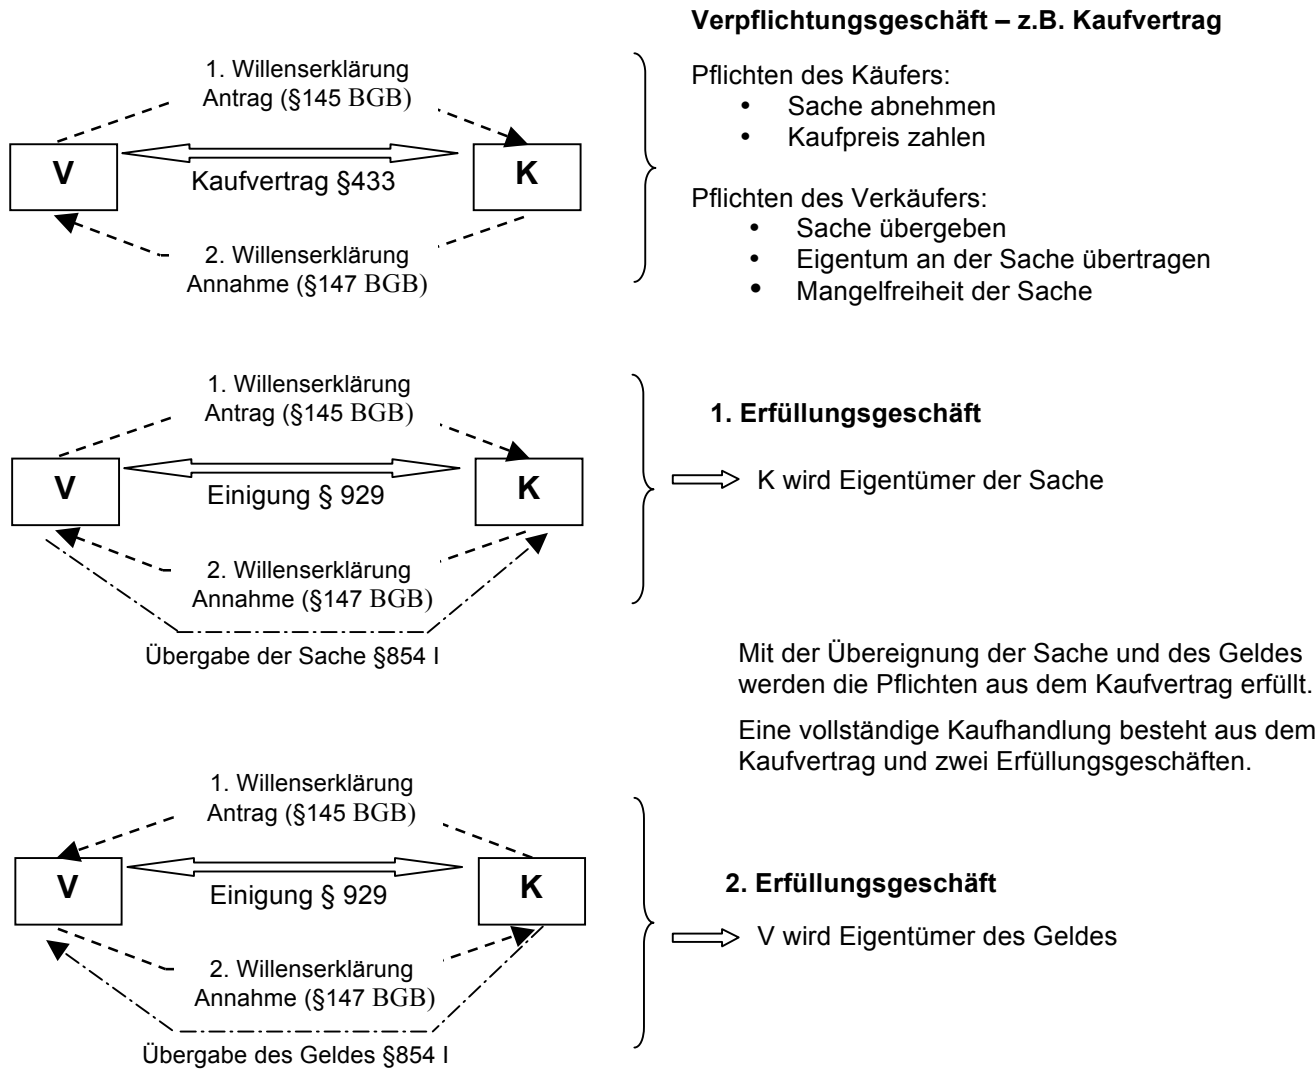 Verpflichtungsgeschäft – z.B. Kaufvertrag
1. Willenserklärung
Antrag (§145 BGB)
V
K
Kaufvertrag §433
2. Willenserklärung
Annahme (§147 BGB)
Pflichten des Käufers:
• Sache abnehmen
• Kaufpreis zahlen
Pflichten des Verkäufers:
• Sache übergeben
• Eigentum an der Sache übertragen
• Mangelfreiheit der Sache
1. Willenserklärung
Antrag (§145 BGB)
V
K
Einigung § 929
2. Willenserklärung
Annahme (§147 BGB)
Übergabe der Sache §854 I
1. Erfüllungsgeschäft
K wird Eigentümer der Sache
Mit der Übereignung der Sache und des Geldes
werden die Pflichten aus dem Kaufvertrag erfüllt.
Eine vollständige Kaufhandlung besteht aus dem
Kaufvertrag und zwei Erfüllungsgeschäften.
1. Willenserklärung
Antrag (§145 BGB)
V
K
Einigung § 929
2. Willenserklärung
Annahme (§147 BGB)
Übergabe des Geldes §854 I
2. Erfüllungsgeschäft
V wird Eigentümer des Geldes